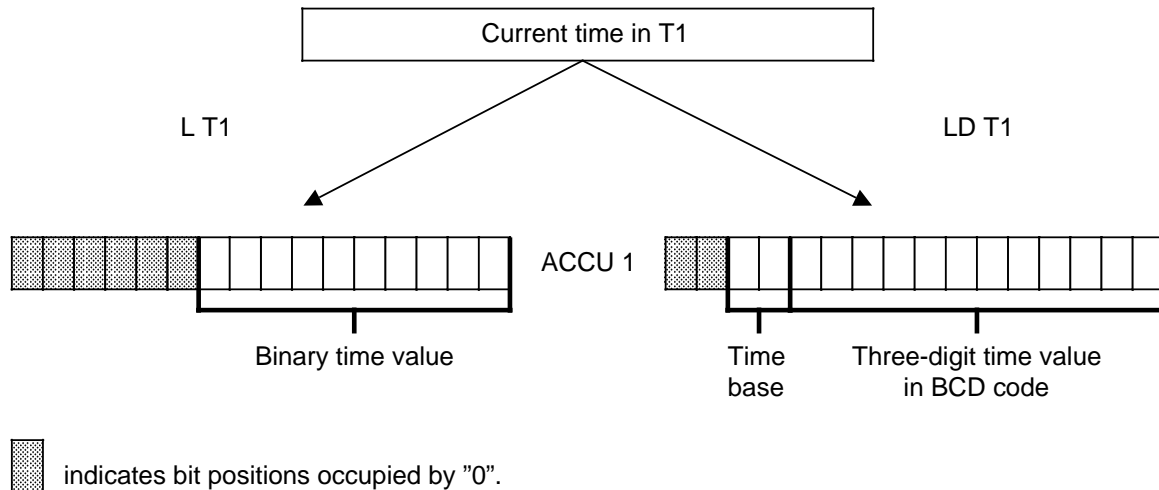 Current time in T1
L T1
LD T1
ACCU 1
Binary time value
Time
base
Three-digit time value
in BCD code
indicates bit positions occupied by ”0”.